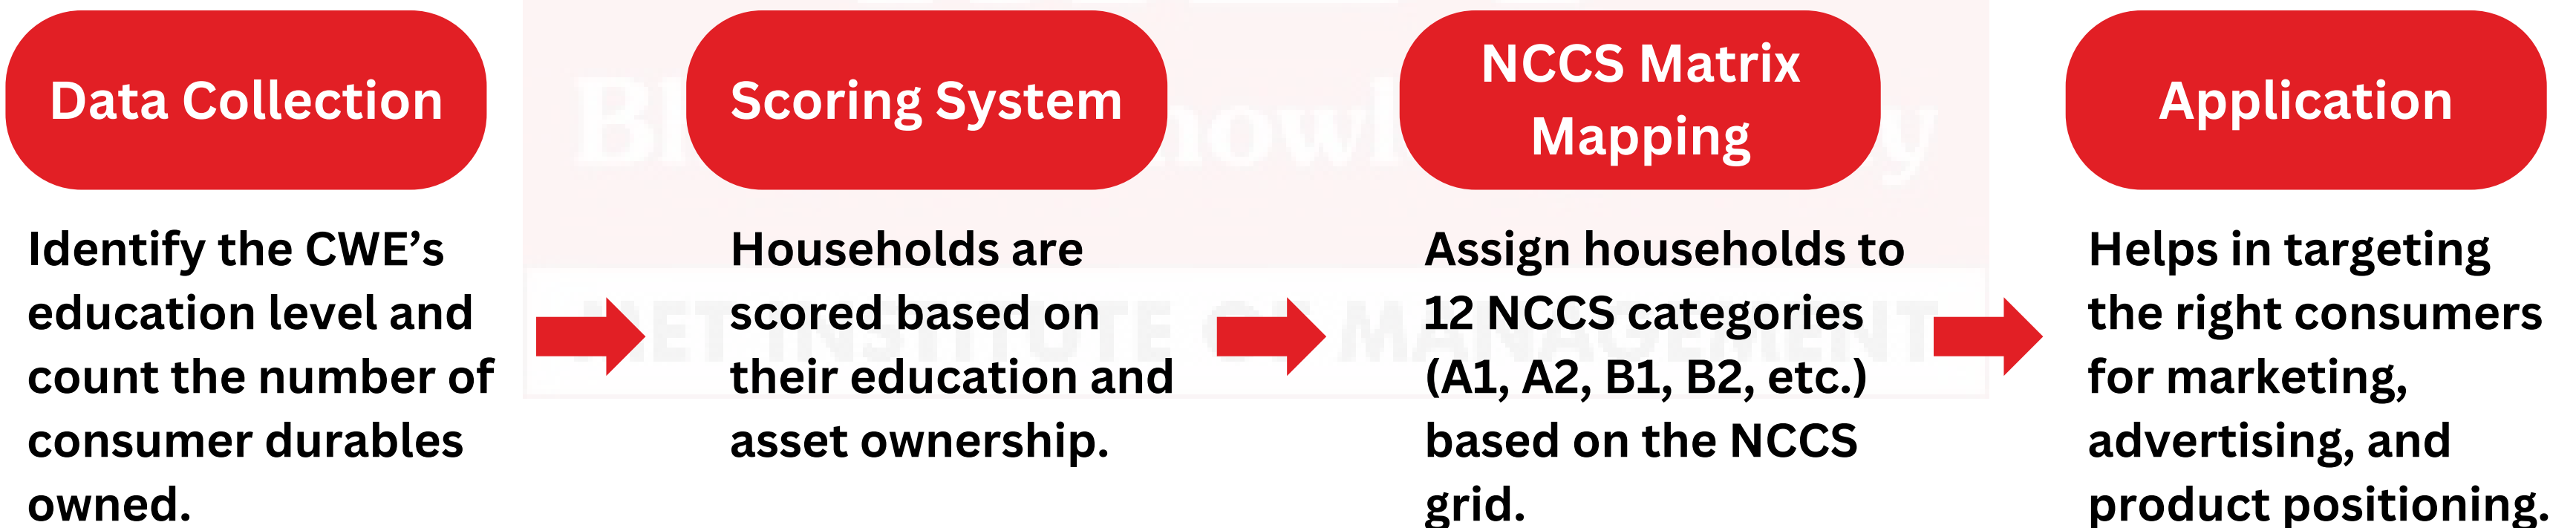 Data Collection
Identify the CWE’s
education level and
count the number of
consumer durables
owned.
Scoring System
Households are
scored based on
their education and
asset ownership.
NCCS Matrix
Mapping
Assign households to
12 NCCS categories
(A1, A2, B1, B2, etc.)
based on the NCCS
grid.
Application
Helps in targeting
the right consumers
for marketing,
advertising, and
product positioning.
INSTITUTE OF MANAGEMENT